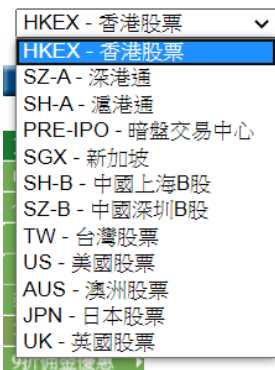 HKEX - 香港股票
HKEX - 香港股票
SZ-A - 深港通
SH-A - 滬港通
PRE-IPO - 暗盤交易中心
SGX - 新加坡
SH-B - 中國上海B股
SZ-B - 中國深圳B股
TW - 台灣股票
US - 美國股票
AUS - 澳洲股票
JPN - 日本股票
UK - 英國股票